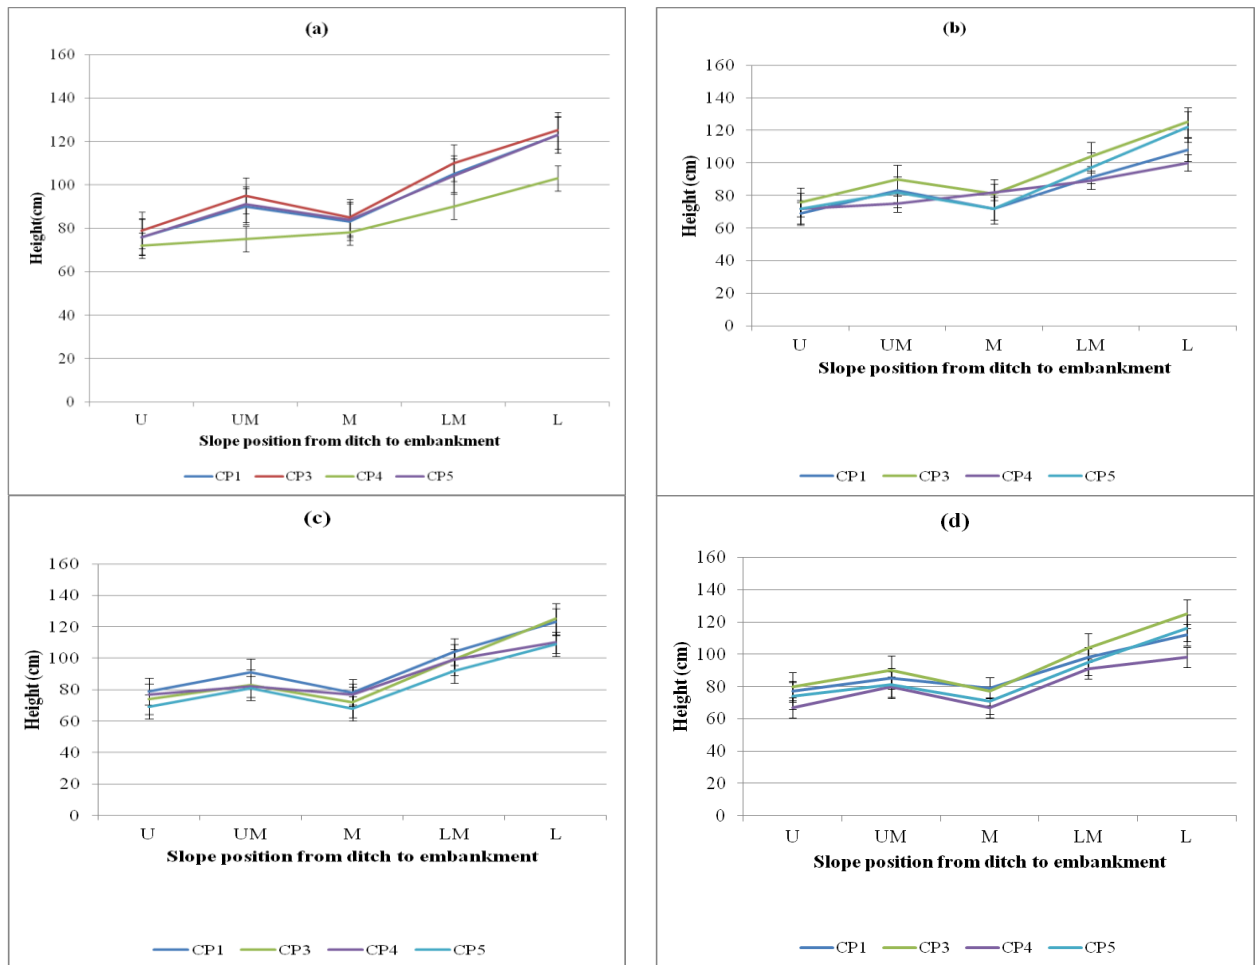 (a)
160
140
120
100
80
60
40
20
0
Height(cm)
U UM M LM L
Slope position from ditch to embankment
CP1 CP3 CP4 CP5
(b)
160
140
120
100
80
60
40
20
0
Height (cm)
U UM M LM L
Slope position from ditch to embankment
CP1 CP3 CP4 CP5
(c)
160
140
120
100
80
60
40
20
0
Height (cm)
U UM M LM L
Slope position from ditch to embankment
CP1 CP3 CP4 CP5
(d)
160
140
120
100
80
60
40
20
0
Height (cm)
U UM M LM L
Slope position from ditch to embankment
CP1 CP3 CP4 CP5